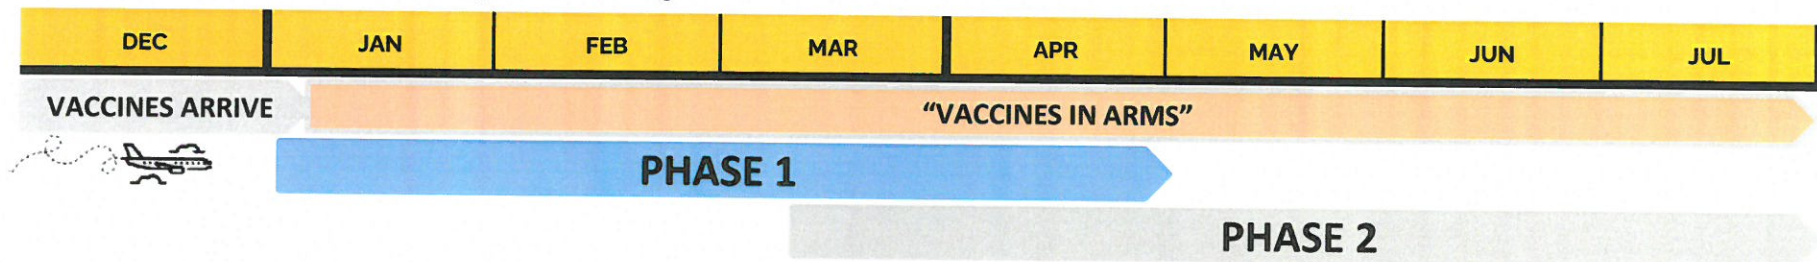 DEC JAN FEB MAR APR MAY JUN JUL
VACCINES ARRIVE “VACCINES IN ARMS”
PHASE 1
PHASE 2